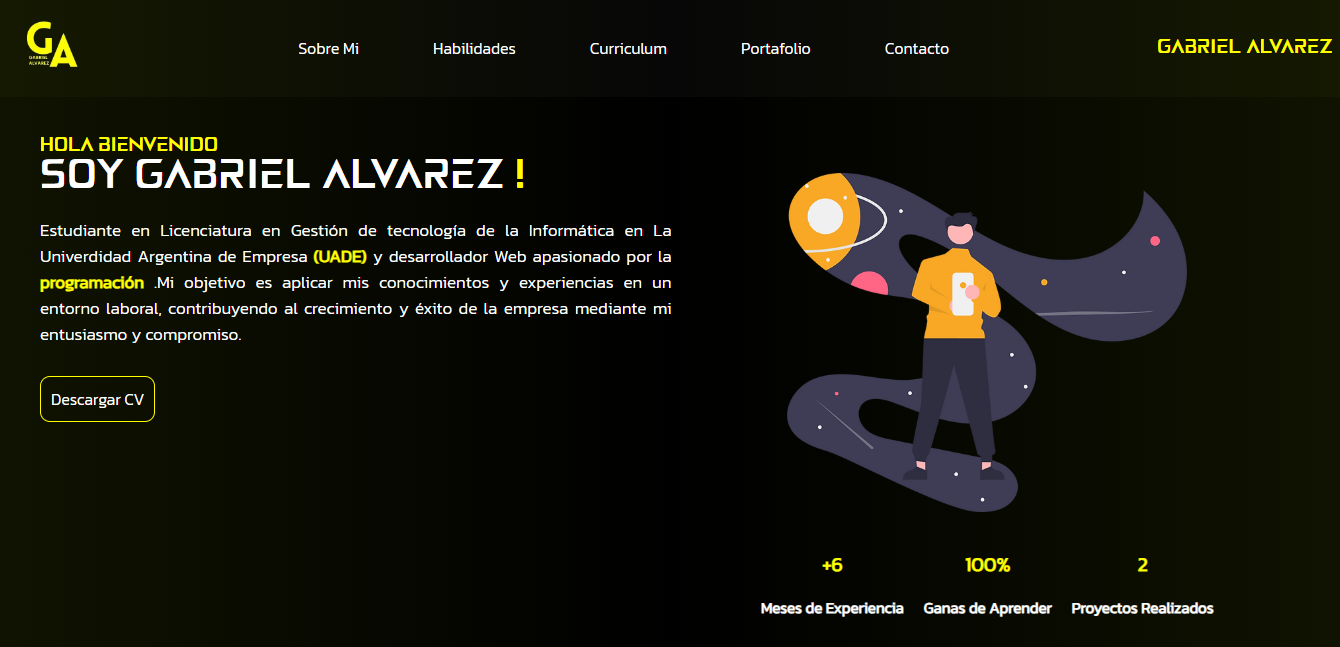 GA
GABRIEL
ALVAREZ
Sobre Mi
Habilidades
Curriculum
Portafolio
Contacto
GABRIEL ALVAREZ
HOLA BIENVENIDO
SOY GABRIEL ALVAREZ !
Estudiante en Licenciatura en Gestión de tecnología de la Informática en La
Univerdidad Argentina de Empresa (UADE) y desarrollador Web apasionado por la
programación .Mi objetivo es aplicar mis conocimientos y experiencias en un
entorno laboral, contribuyendo al crecimiento y éxito de la empresa mediante mi
entusiasmo y compromiso.
Descargar CV
+6
100%
2
Meses de Experiencia
Ganas de Aprender
Proyectos Realizados